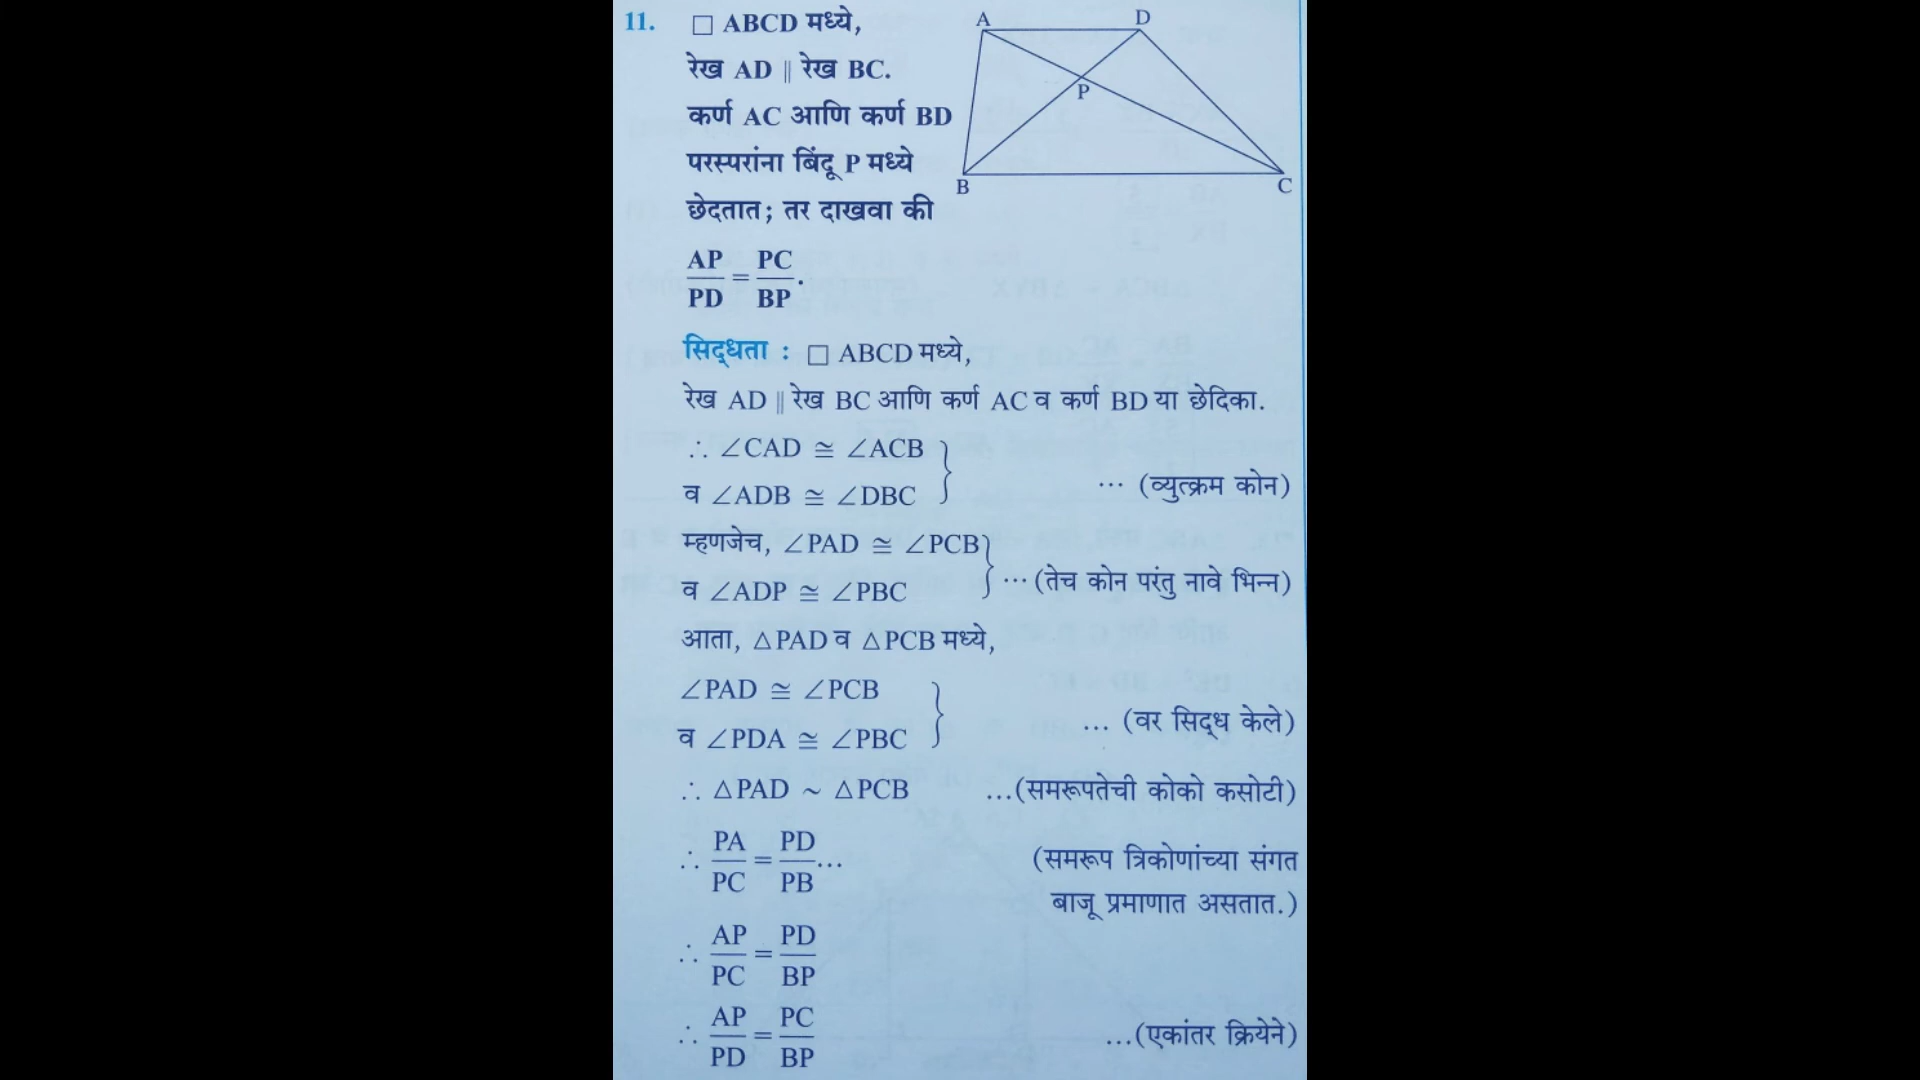 11. □ ABCD मध्ये,
रेख AD || रेख BC.
कर्ण AC आणि कर्ण BD
परस्परांना बिंदू P मध्ये
छेदतात; तर दाखवा की
AP/PD = PC/BP.
A D
P
B C
सिद्धता : □ ABCD मध्ये,
रेख AD || रेख BC आणि कर्ण AC व कर्ण BD या छेदिका.
∴ ∠CAD ≅ ∠ACB
व ∠ADB ≅ ∠DBC } ... (व्युत्क्रम कोन)
म्हणजेच, ∠PAD ≅ ∠PCB
व ∠ADP ≅ ∠PBC } ... (तेच कोन परंतु नावे भिन्न)
आता, △PAD व △PCB मध्ये,
∠PAD ≅ ∠PCB
व ∠PDA ≅ ∠PBC } ... (वर सिद्ध केले)
∴ △PAD ~ △PCB ...(समरूपतेची कोको कसोटी)
∴ PA/PC = PD/PB ... (समरूप त्रिकोणांच्या संगत
बाजू प्रमाणात असतात.)
∴ AP/PC = PD/BP
∴ AP/PD = PC/BP ...(एकांतर क्रियेने)